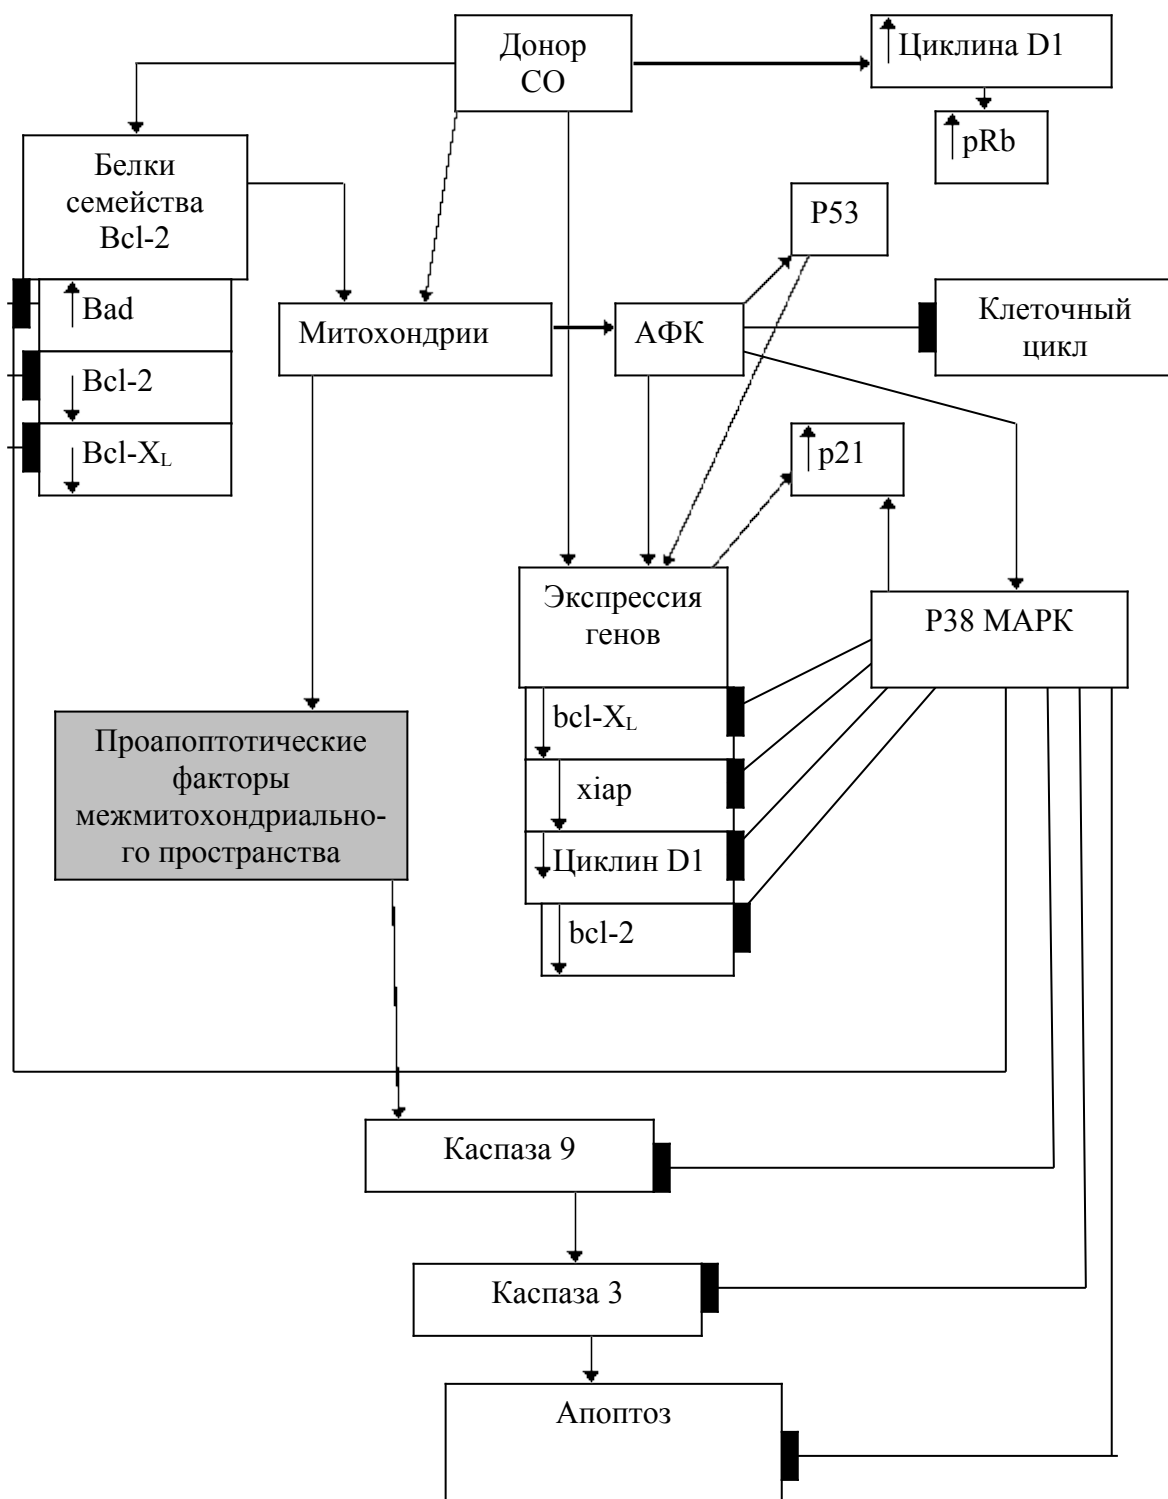 Донор
СО
Циклина D1
pRb
Белки
семейства
Bcl-2
P53
Bad
Митохондрии
АФК
Клеточный
цикл
Bcl-2
Bcl-XL
p21
Экспрессия
генов
P38 МАРК
bcl-XL
Проапоптотические
факторы
межмитохондриально-
го пространства
xiap
Циклин D1
bcl-2
Каспаза 9
Каспаза 3
Апоптоз